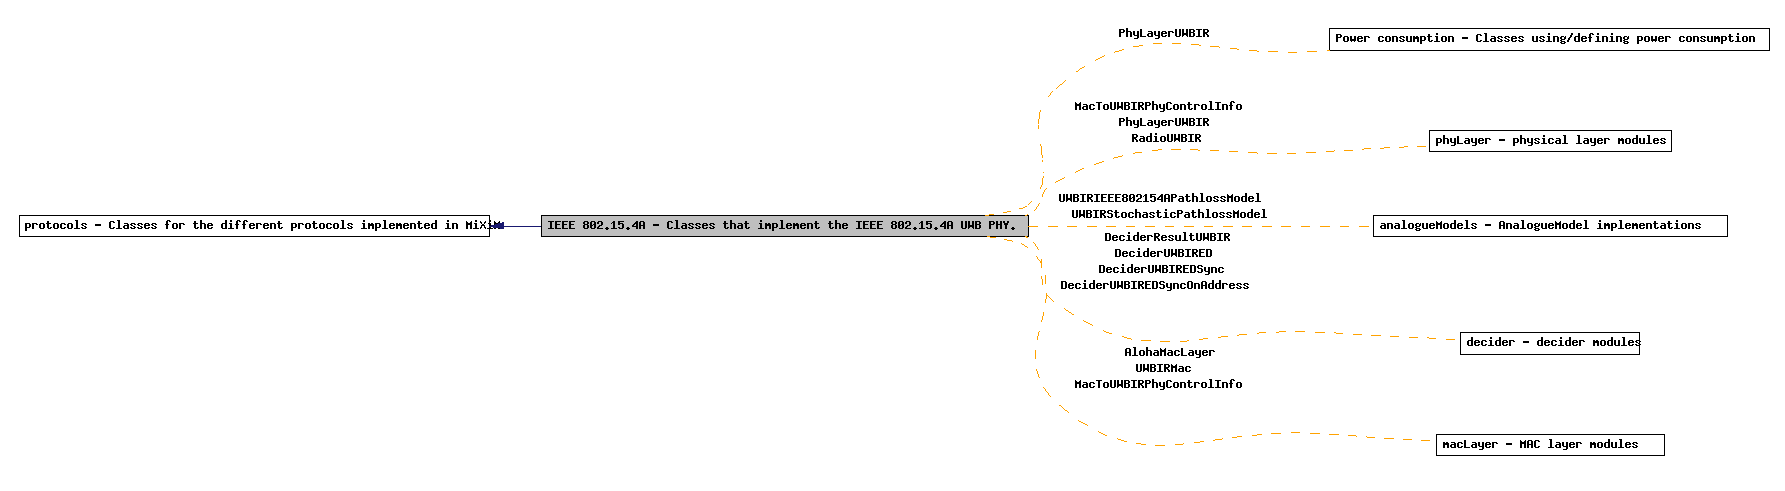 PhyLayerUWBIR
Power consumption - Classes using/defining power consumption
MacToUWBIRPhyControlInfo
PhyLayerUWBIR
RadioUWBIR
phyLayer - physical layer modules
UWBIRIEEE802154APathlossModel
UWBIRStochasticPathlossModel
protocols - Classes for the different protocols implemented in MiXiM
IEEE 802.15.4A - Classes that implement the IEEE 802.15.4A UWB PHY.
analogueModels - AnalogueModel implementations
DeciderResultUWBIR
DeciderUWBIRED
DeciderUWBIREDSync
DeciderUWBIREDSyncOnAddress
decider - decider modules
AlohaMacLayer
UWBIRMac
MacToUWBIRPhyControlInfo
macLayer - MAC layer modules